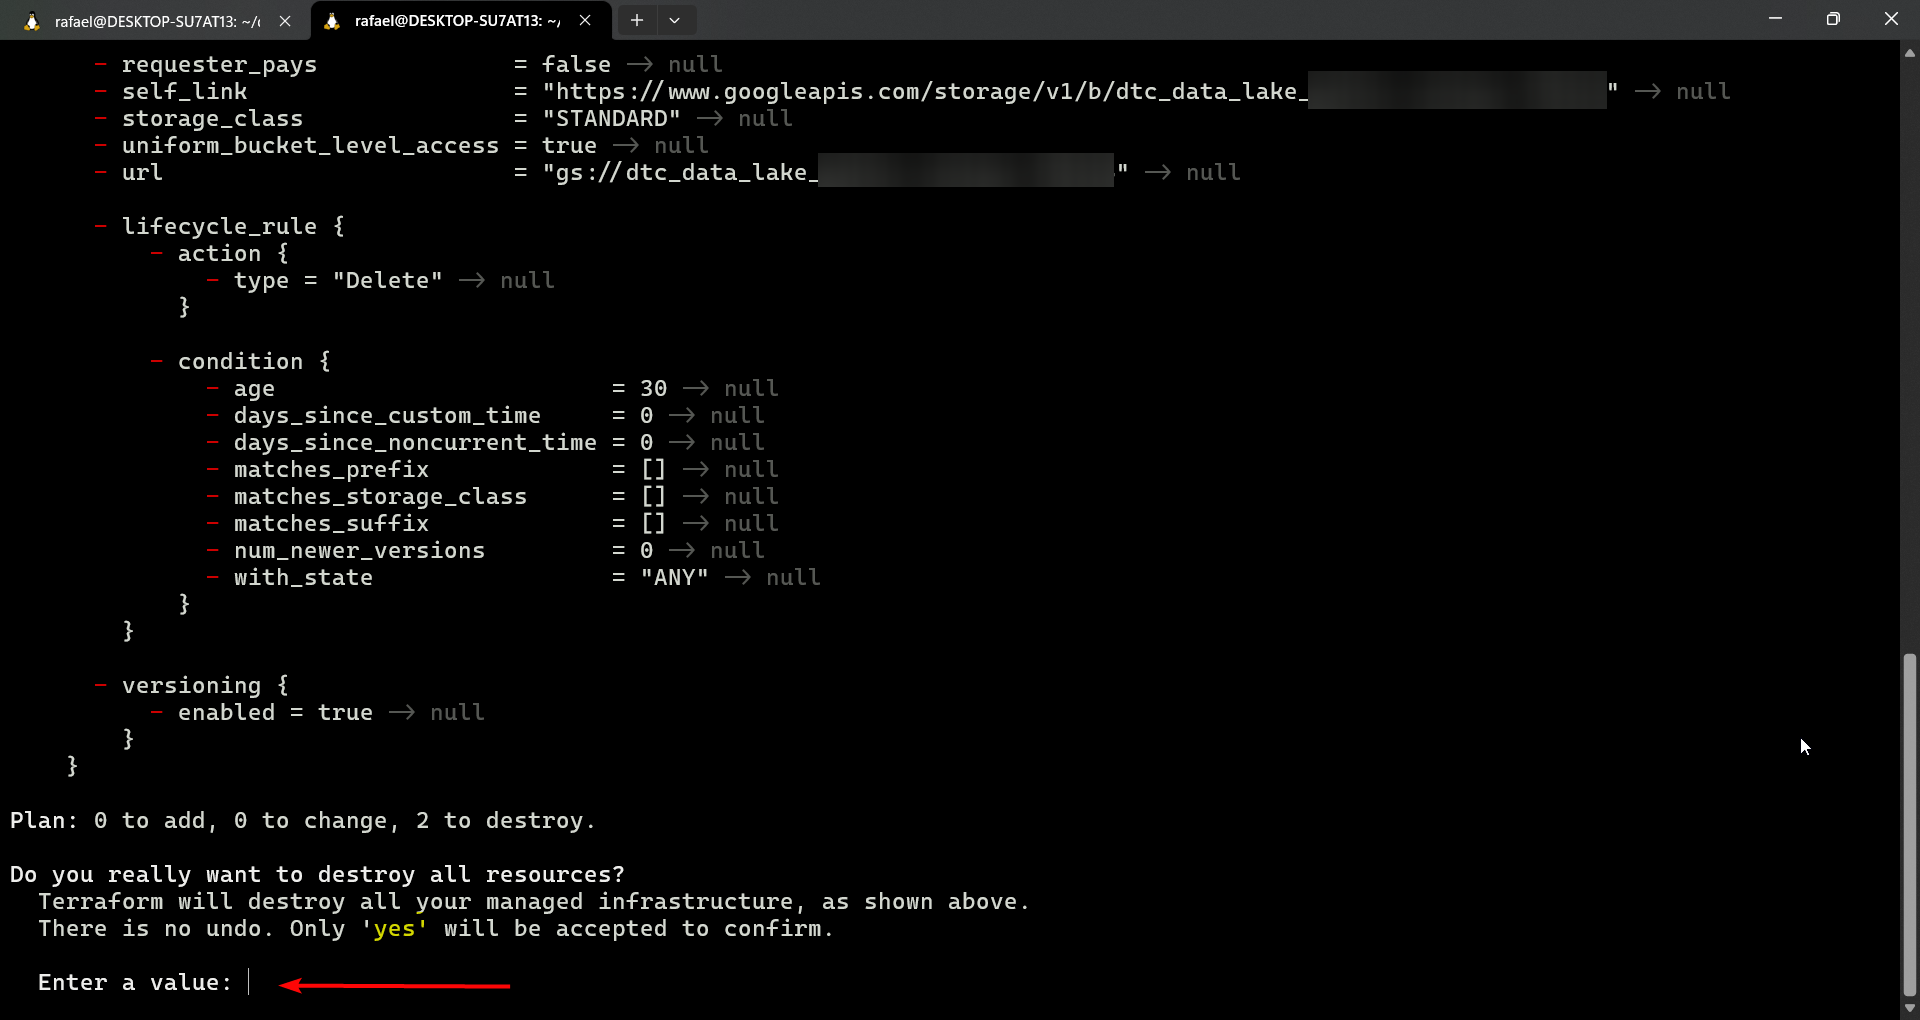 rafael@DESKTOP-SU7AT13: ~/
rafael@DESKTOP-SU7AT13: ~/
- requester_pays = false -> null
- self_link = "https://www.googleapis.com/storage/v1/b/dtc_data_lake_" -> null
- storage_class = "STANDARD" -> null
- uniform_bucket_level_access = true -> null
- url = "gs://dtc_data_lake_" -> null
- lifecycle_rule {
- action {
- type = "Delete" -> null
}
- condition {
- age = 30 -> null
- days_since_custom_time = 0 -> null
- days_since_noncurrent_time = 0 -> null
- matches_prefix = [] -> null
- matches_storage_class = [] -> null
- matches_suffix = [] -> null
- num_newer_versions = 0 -> null
- with_state = "ANY" -> null
}
}
- versioning {
- enabled = true -> null
}
}
Plan: 0 to add, 0 to change, 2 to destroy.
Do you really want to destroy all resources?
Terraform will destroy all your managed infrastructure, as shown above.
There is no undo. Only 'yes' will be accepted to confirm.
Enter a value: